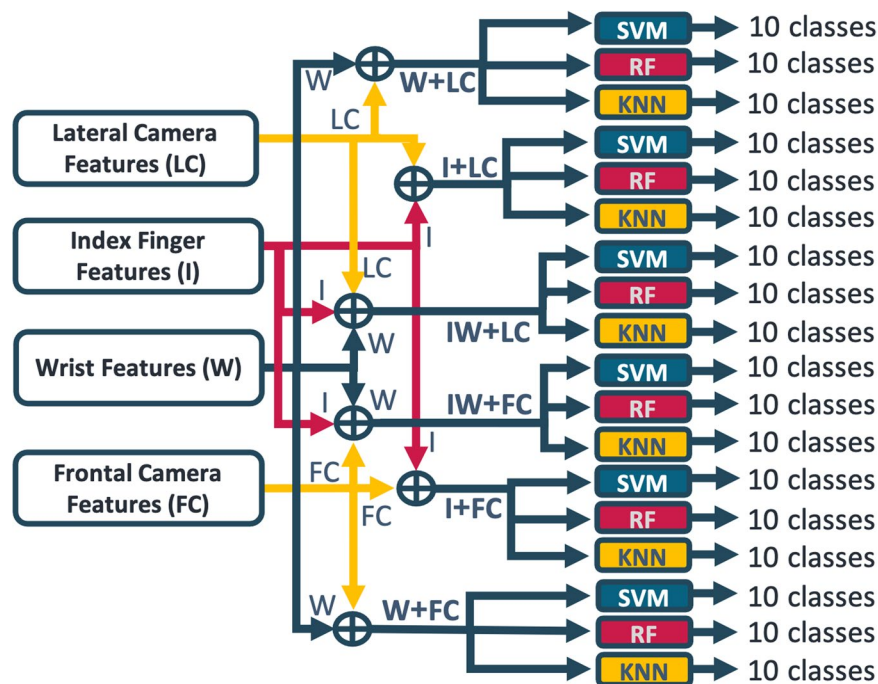 SVM 10 classes
W W+LC RF 10 classes
LC KNN 10 classes
Lateral Camera
Features (LC)
SVM 10 classes
I+LC RF 10 classes
KNN 10 classes
Index Finger
Features (I)
I
LC
I
SVM 10 classes
RF 10 classes
IW+LC KNN 10 classes
W
Wrist Features (W)
SVM 10 classes
I W IW+FC RF 10 classes
KNN 10 classes
I
Frontal Camera
Features (FC)
FC
FC
SVM 10 classes
I+FC RF 10 classes
KNN 10 classes
W W+FC SVM 10 classes
RF 10 classes
KNN 10 classes